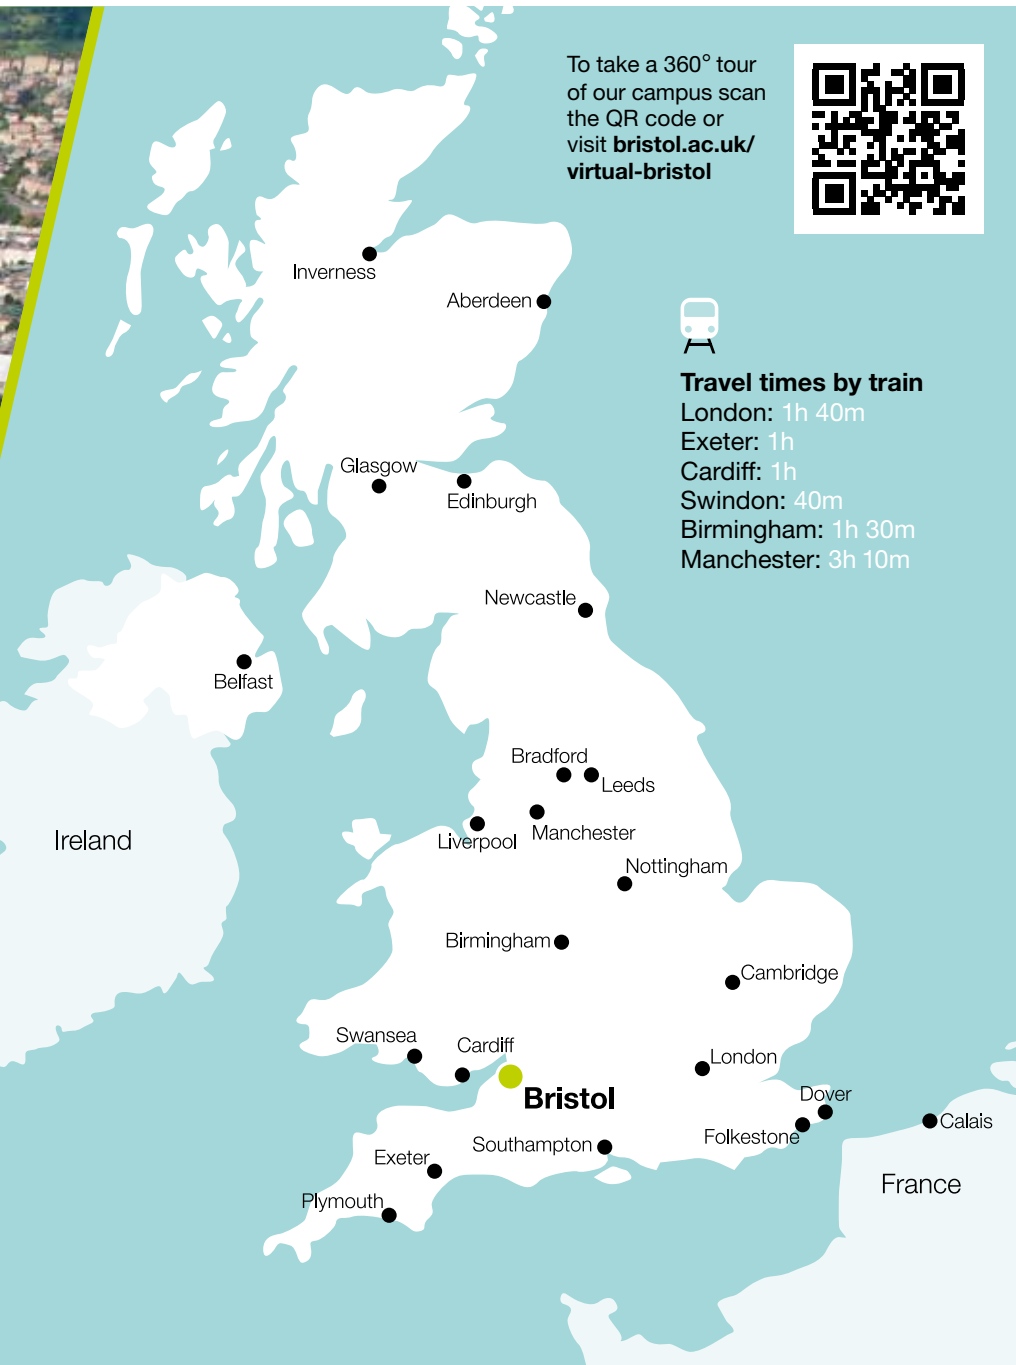 To take a 360° tour
of our campus scan
the QR code or
visit bristol.ac.uk/
virtual-bristol
Inverness
Aberdeen
Travel times by train
London: 1h 40m
Exeter: 1h
Cardiff: 1h
Swindon: 40m
Birmingham: 1h 30m
Manchester: 3h 10m
Glasgow
Edinburgh
Newcastle
Belfast
Bradford
Leeds
Ireland
Liverpool
Manchester
Nottingham
Birmingham
Cambridge
Swansea
Cardiff
London
Bristol
Dover
Folkestone
Calais
Southampton
Exeter
France
Plymouth